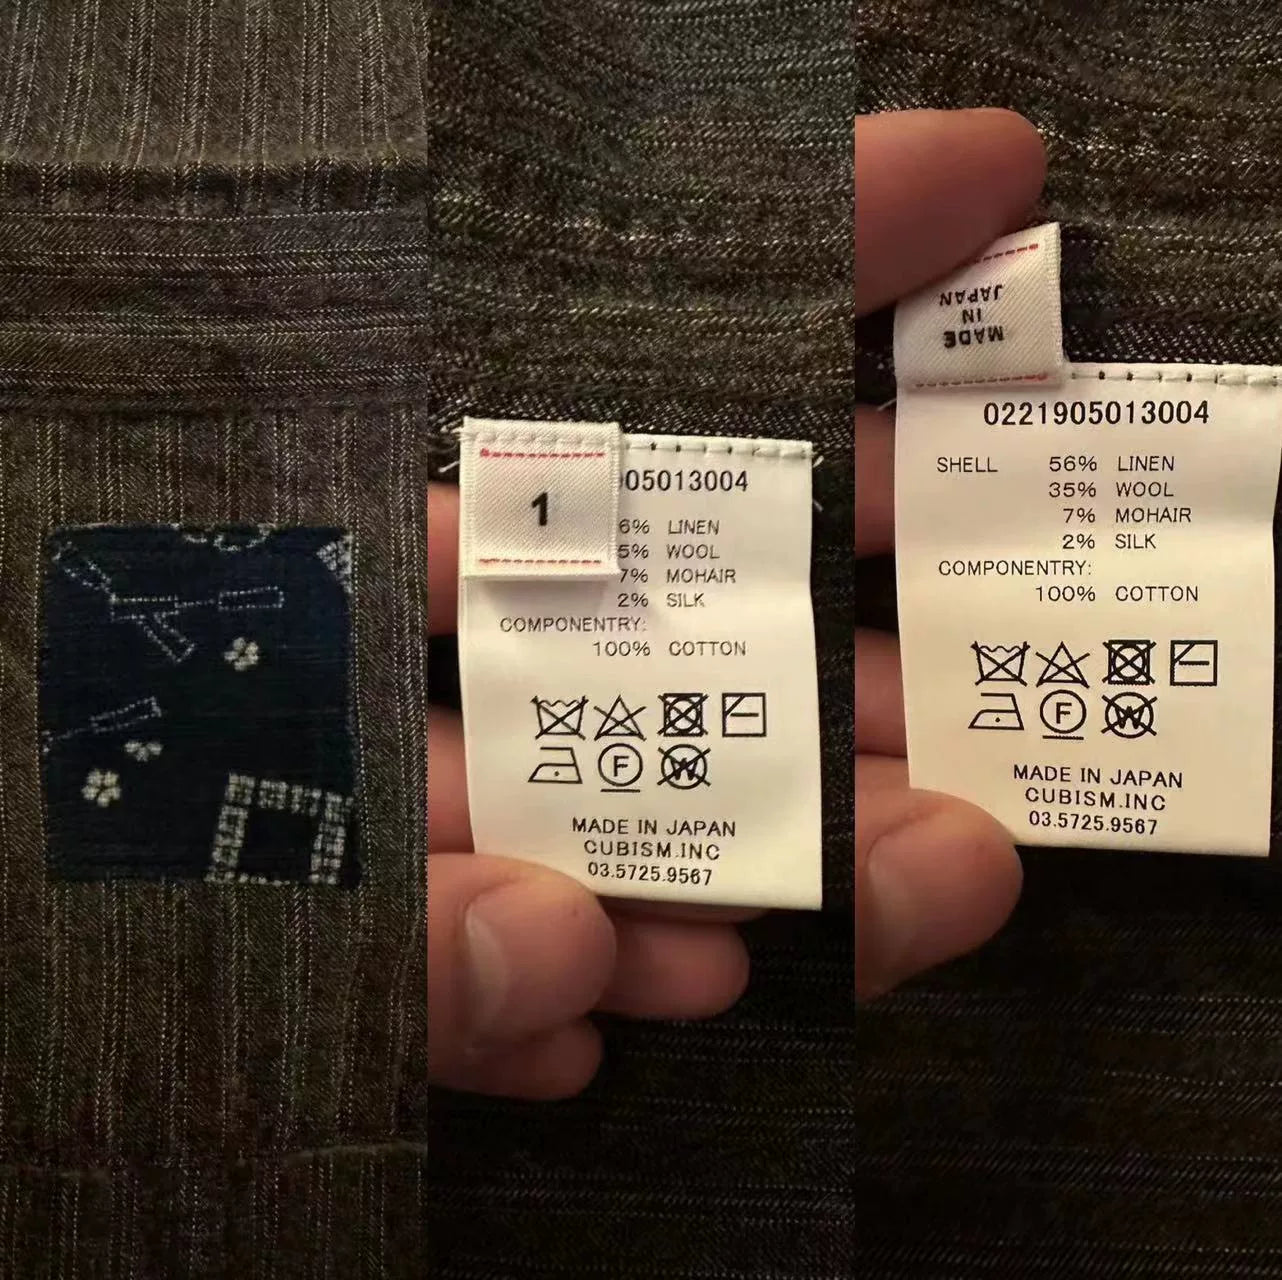 1
05013004
6% LINEN
5% WOOL
7% MOHAIR
2% SILK
COMPONENTRY:
100% COTTON
F
W
MADE IN JAPAN
CUBISM.INC
03.5725.9567
MADE
IN
JAPAN
0221905013004
SHELL 56% LINEN
35% WOOL
7% MOHAIR
2% SILK
COMPONENTRY:
100% COTTON
F
W
MADE IN JAPAN
CUBISM.INC
03.5725.9567